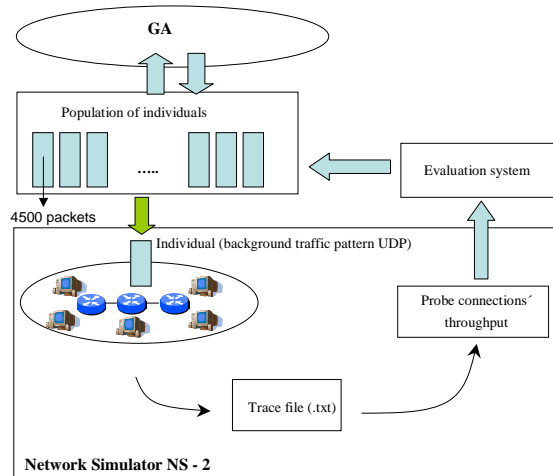 GA
Population of individuals
.....
4500 packets
Evaluation system
Individual (background traffic pattern UDP)
Probe connections´
throughput
Trace file (.txt)
Network Simulator NS - 2